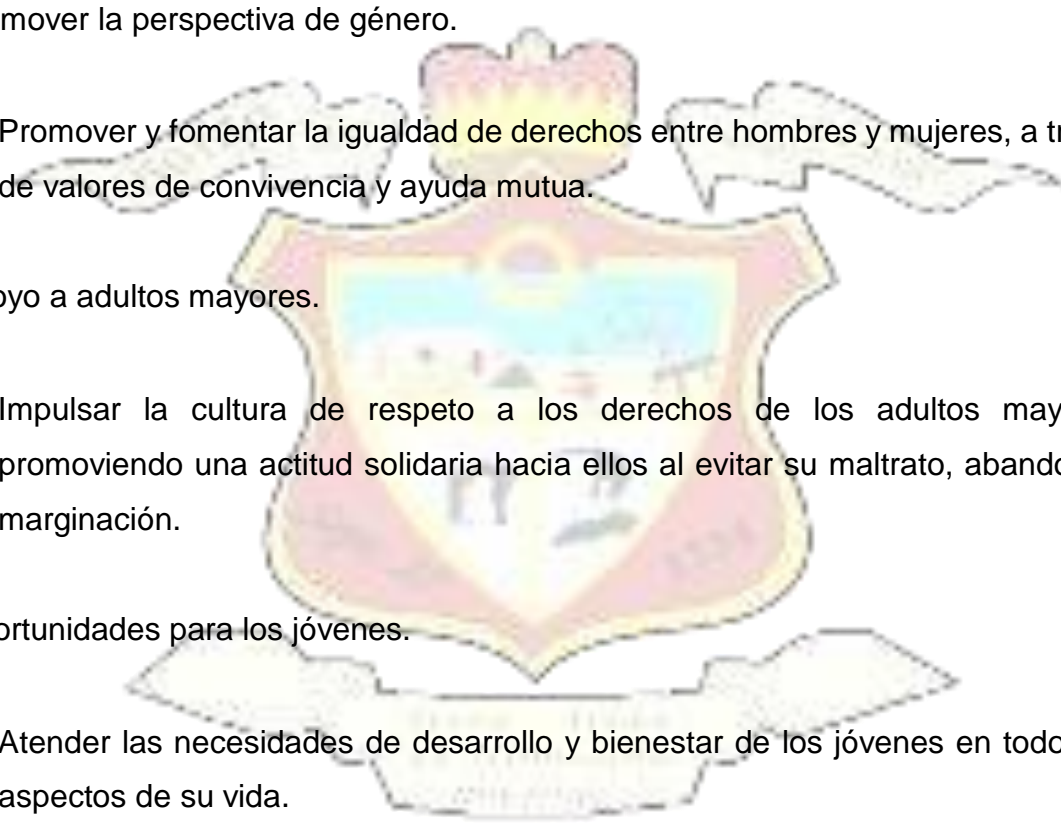 mover la perspectiva de género.
Promover y fomentar la igualdad de derechos entre hombres y mujeres, a tr
de valores de convivencia y ayuda mutua.
oyo a adultos mayores.
Impulsar la cultura de respeto a los derechos de los adultos may
promoviendo una actitud solidaria hacia ellos al evitar su maltrato, abando
marginación.
ortunidades para los jóvenes.
Atender las necesidades de desarrollo y bienestar de los jóvenes en todo
aspectos de su vida.